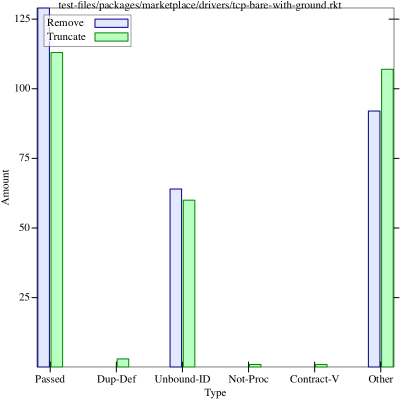 test-files/packages/marketplace/drivers/tcp-bare-with-ground.rkt
Remove
Truncate
125
100
75
50
25
Amount
Passed Dup-Def Unbound-ID Not-Proc Contract-V Other
Type